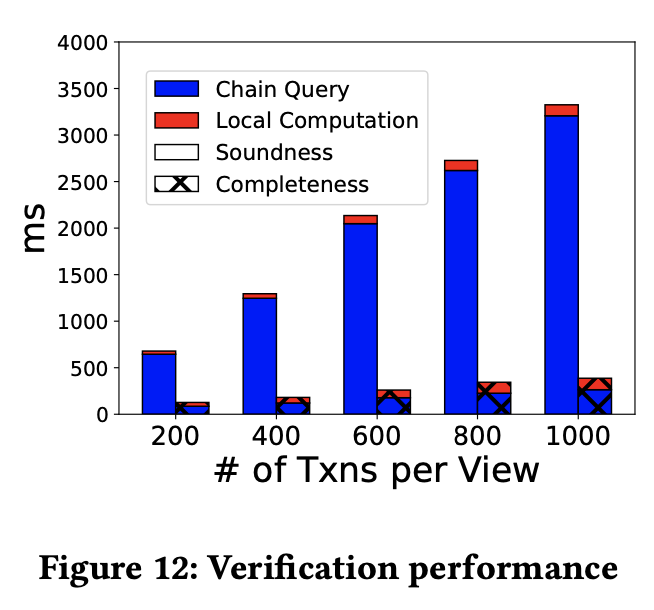 4000
3500
3000
2500
2000
1500
1000
500
0
ms
Chain Query
Local Computation
Soundness
Completeness
200 400 600 800 1000
# of Txns per View
Figure 12: Verification performance